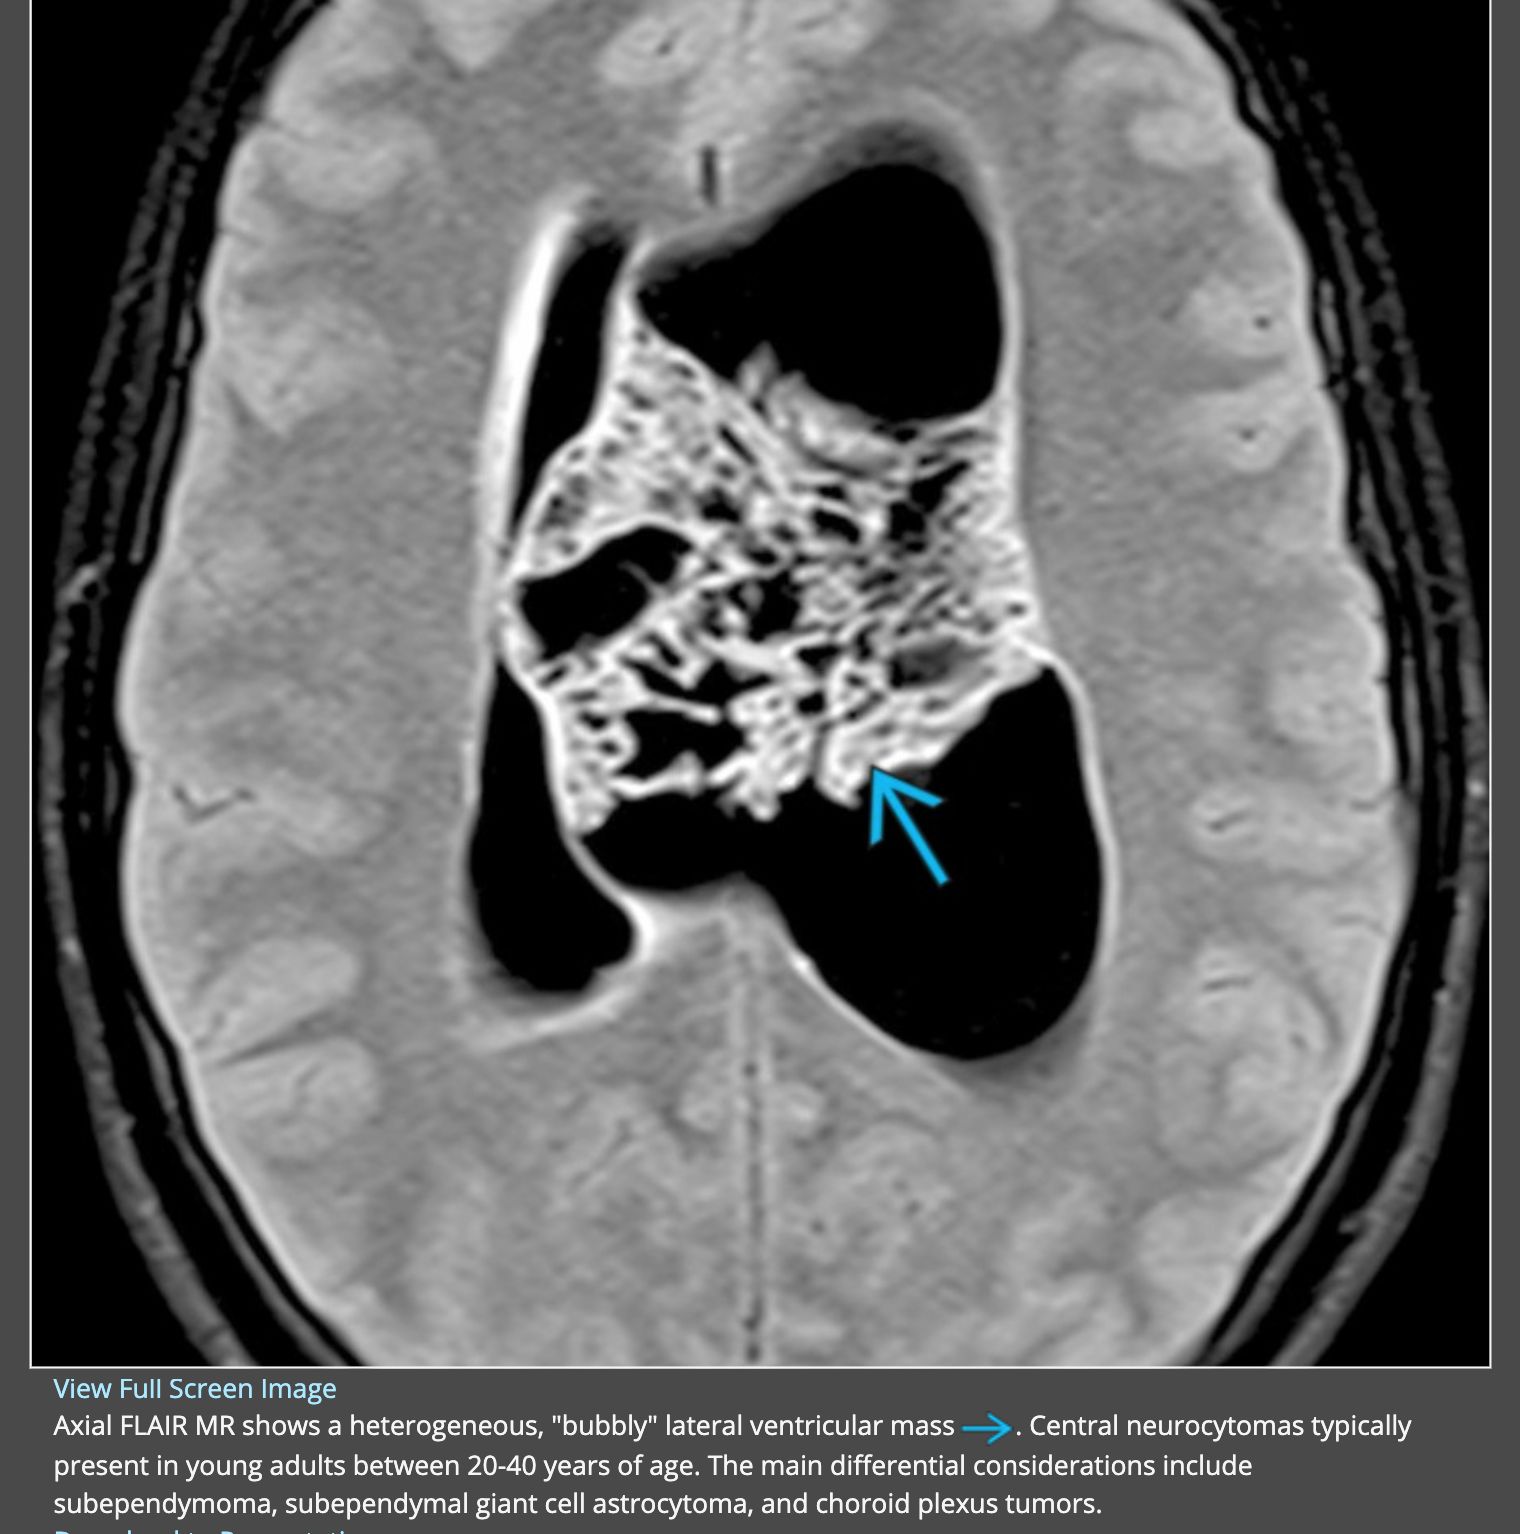 View Full Screen Image
Axial FLAIR MR shows a heterogeneous, "bubbly" lateral ventricular mass → . Central neurocytomas typically
present in young adults between 20-40 years of age. The main differential considerations include
subependymoma, subependymal giant cell astrocytoma, and choroid plexus tumors.